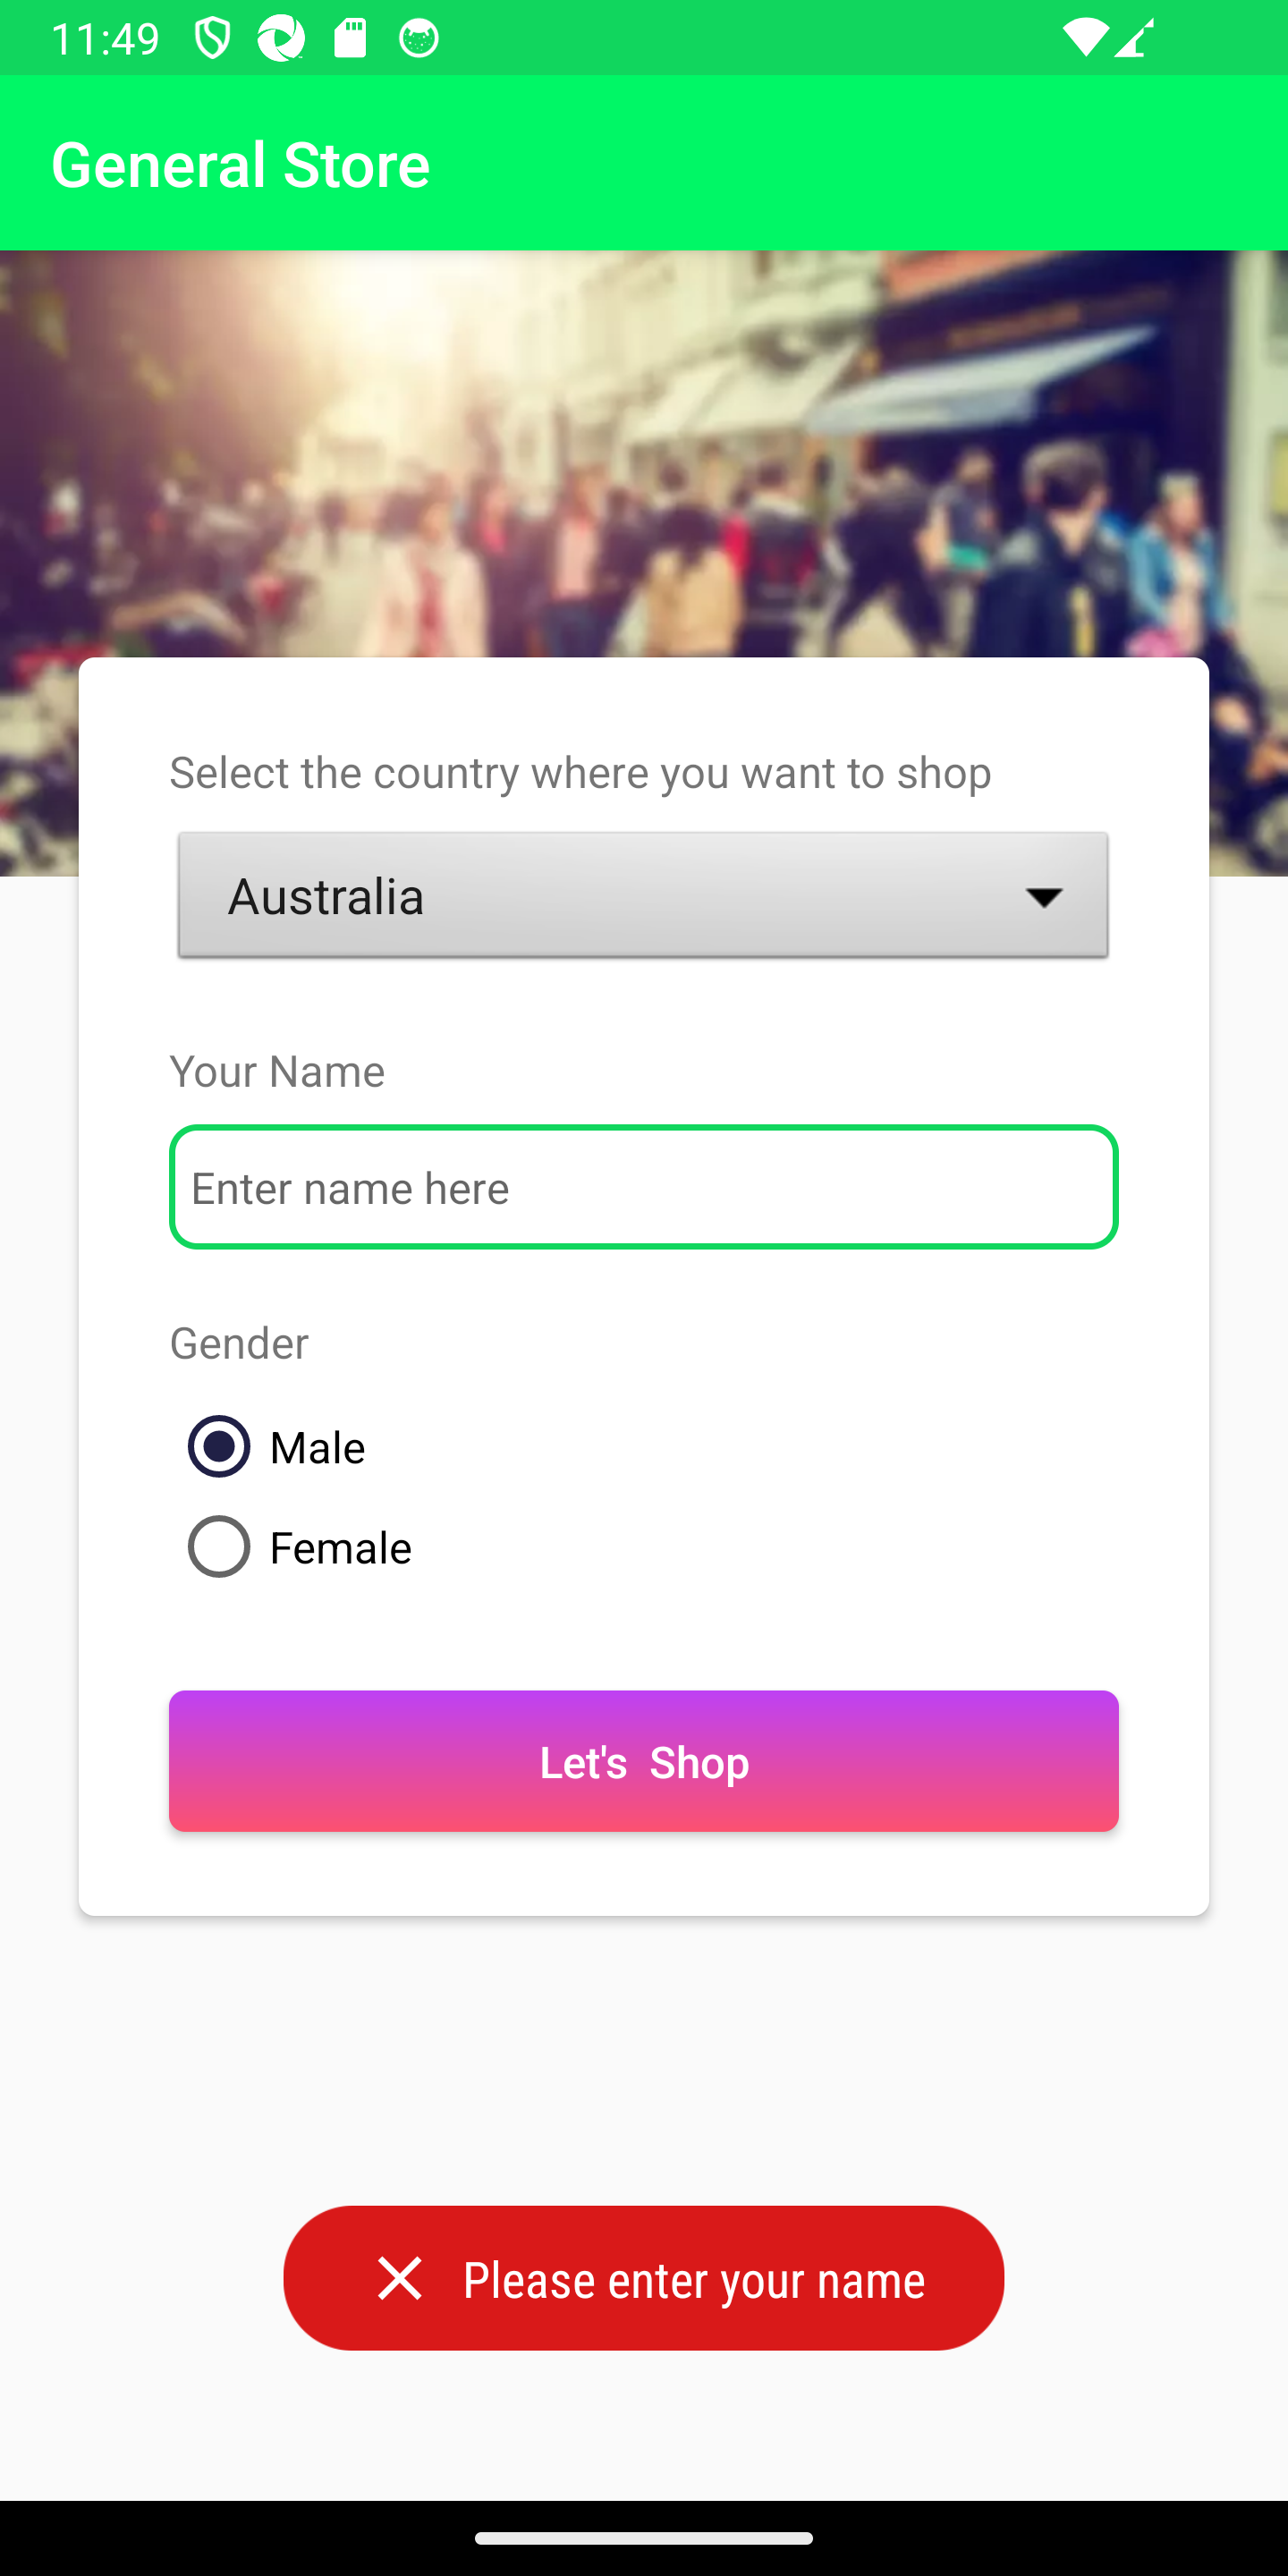 11:49
General Store
Select the country where you want to shop
Australia
Your Name
Enter name here
Gender
Male
Female
Let's  Shop
Please enter your name